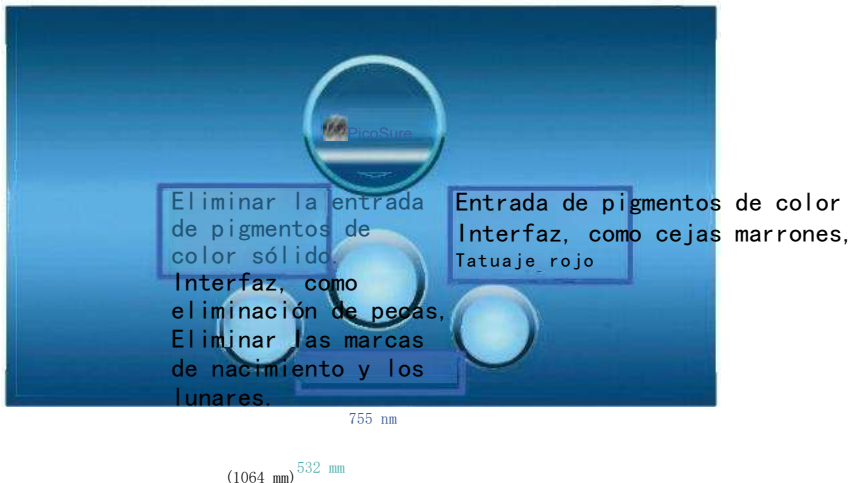 PicoSure
Eliminar la entrada
de pigmentos de
color sólido.
Interfaz, como
eliminación de pecas,
Eliminar las marcas
de nacimiento y los
lunares.
Entrada de pigmentos de color
Interfaz, como cejas marrones,
Tatuaje rojo
755 nm
532 mm
(1064 mm)